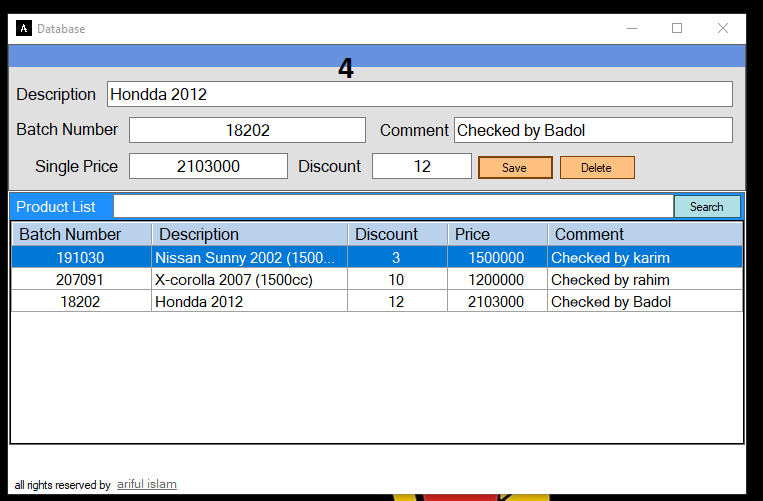 Database
4
Description Hondda 2012
Batch Number 18202 Comment Checked by Badol
Single Price 2103000 Discount 12 Save Delete
Product List Search
Batch Number Description Discount Price Comment
191030 Nissan Sunny 2002 (1500... 3 1500000 Checked by karim
207091 X-corolla 2007 (1500cc) 10 1200000 Checked by rahim
18202 Hondda 2012 12 2103000 Checked by Badol
all rights reserved by ariful islam